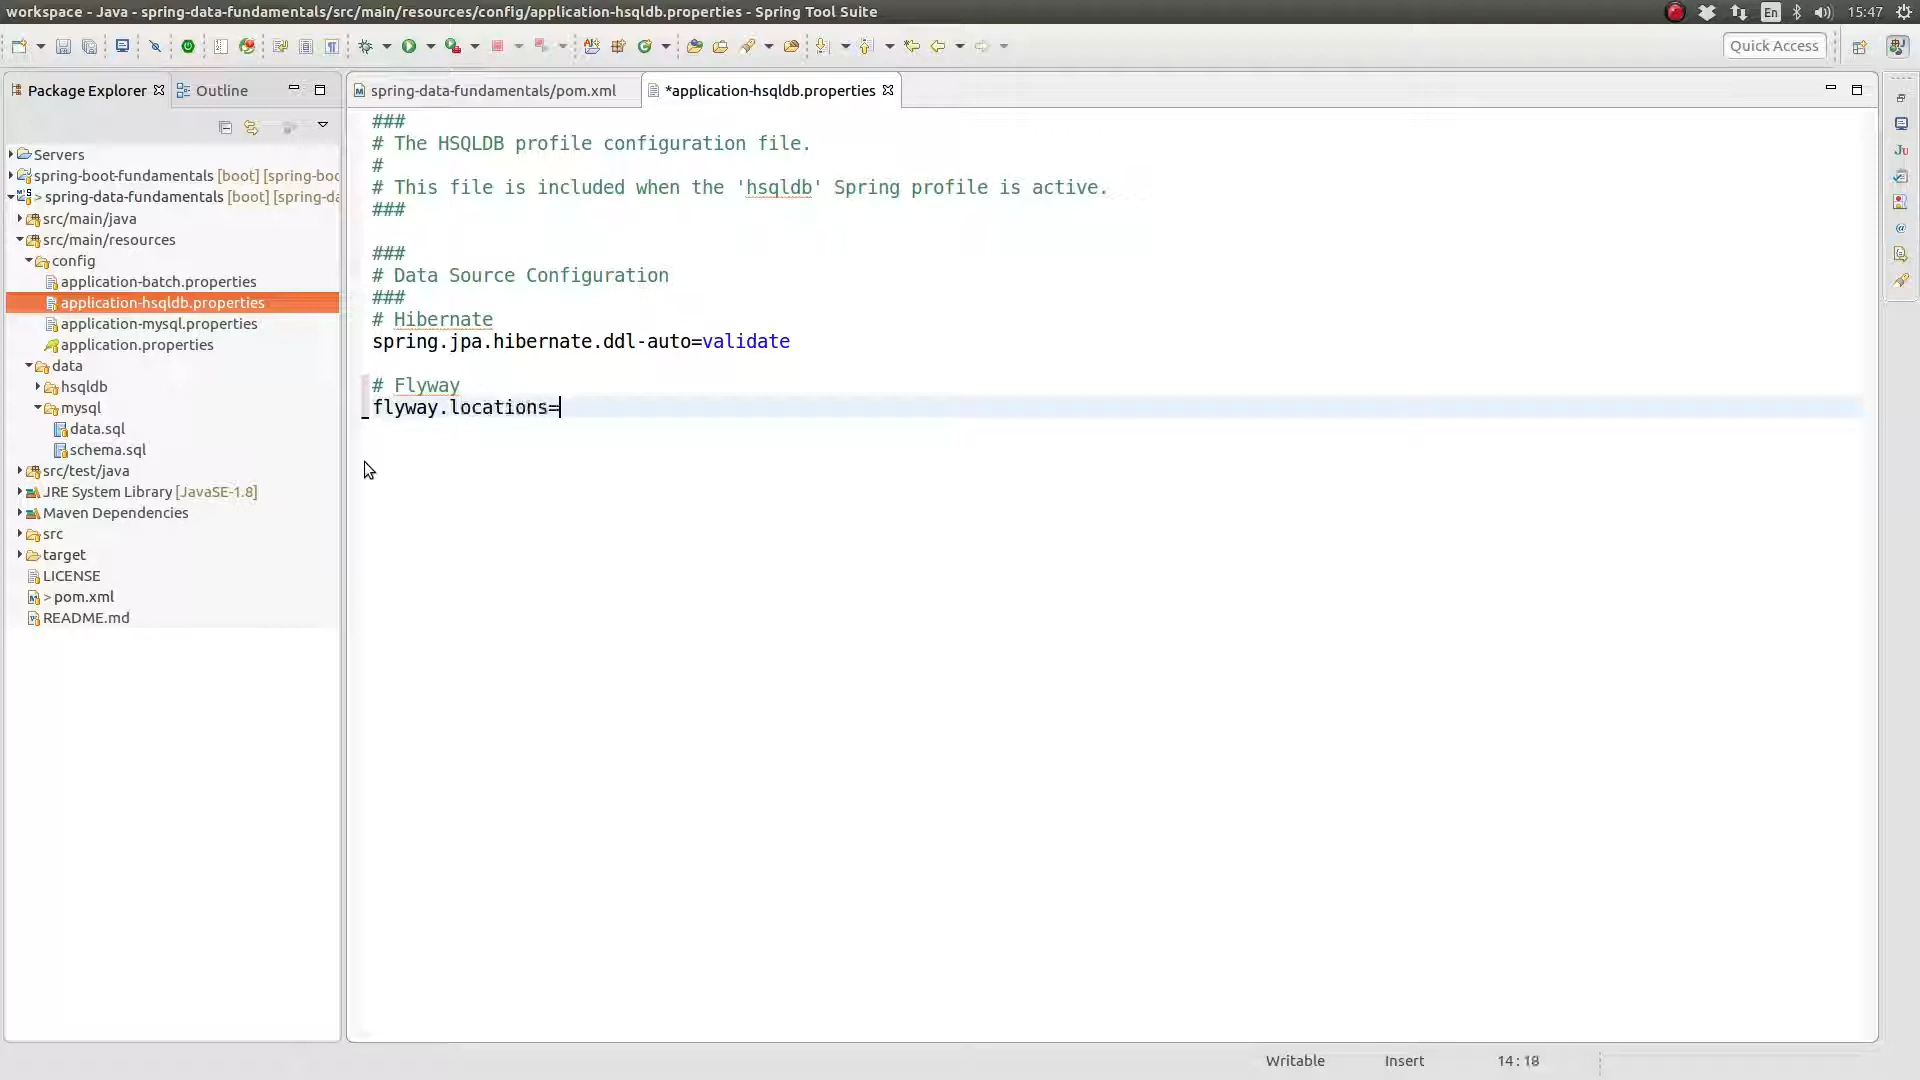 workspace - Java - spring-data-fundamentals/src/main/resources/config/application-hsqldb.properties - Spring Tool Suite
En
15:47
Quick Access
Package Explorer
Outline
spring-data-fundamentals/pom.xml
*application-hsqldb.properties
Servers
spring-boot-fundamentals [boot] [spring-boo
> spring-data-fundamentals [boot] [spring-da
src/main/java
src/main/resources
config
application-batch.properties
application-hsqldb.properties
application-mysql.properties
application.properties
data
hsqldb
mysql
data.sql
schema.sql
src/test/java
JRE System Library [JavaSE-1.8]
Maven Dependencies
src
target
LICENSE
> pom.xml
README.md
###
# The HSQLDB profile configuration file.
#
# This file is included when the 'hsqldb' Spring profile is active.
###
###
# Data Source Configuration
###
# Hibernate
spring.jpa.hibernate.ddl-auto=validate
# Flyway
flyway.locations=
Writable
Insert
14:18